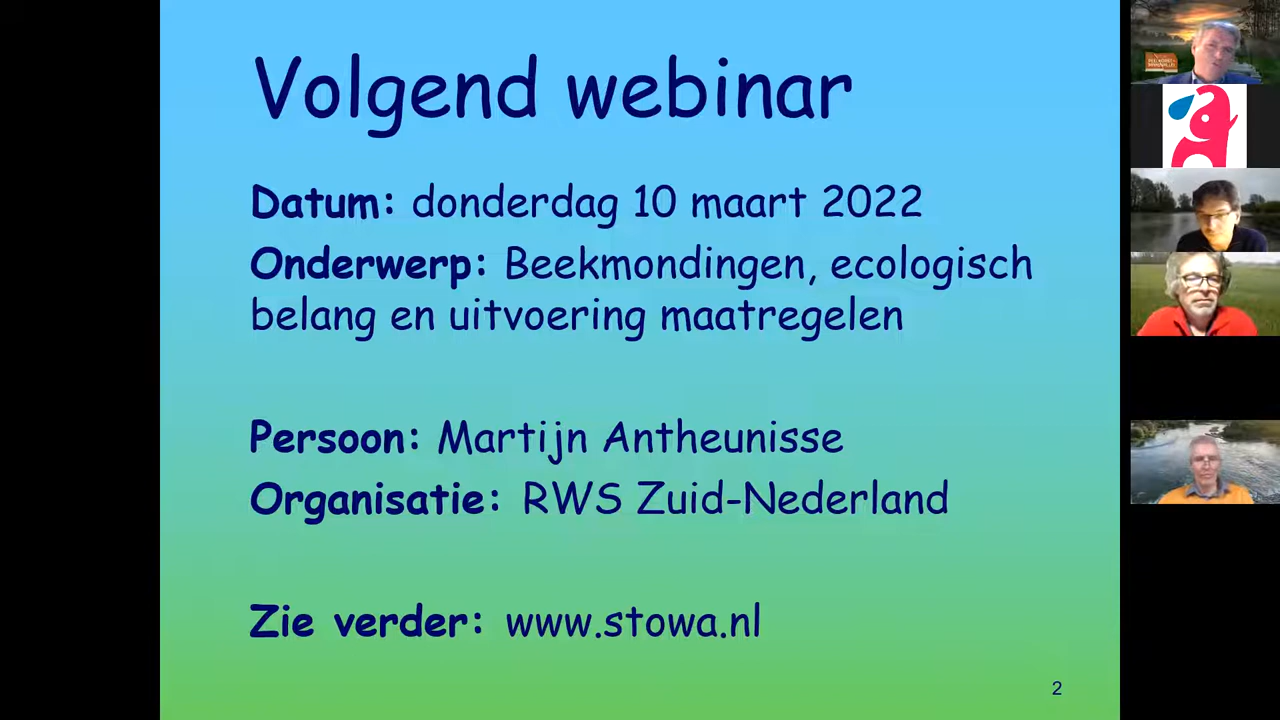 Volgend webinar
Datum: donderdag 10 maart 2022
Onderwerp: Beekmondingen, ecologisch
belang en uitvoering maatregelen
Persoon: Martijn Antheunisse
Organisatie: RWS Zuid-Nederland
Zie verder: www.stowa.nl
2